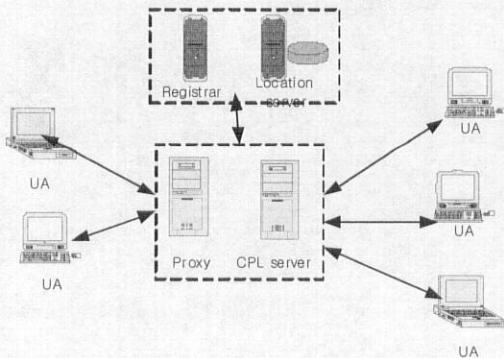 Registrar
Location
server
UA
UA
UA
UA
UA
Proxy
CPL server